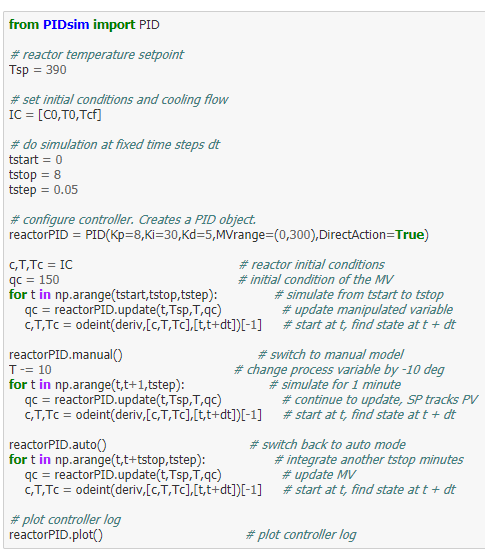 from PIDsim import PID
# reactor temperature setpoint
Tsp = 390
# set initial conditions and cooling flow
IC = [C0,T0,Tcf]
# do simulation at fixed time steps dt
tstart = 0
tstop = 8
tstep = 0.05
# configure controller. Creates a PID object.
reactorPID = PID(Kp=8,Ki=30,Kd=5,MVrange=(0,300),DirectAction=True)
c,T,Tc = IC # reactor initial conditions
qc = 150 # initial condition of the MV
for t in np.arange(tstart,tstop,tstep): # simulate from tstart to tstop
qc = reactorPID.update(t,Tsp,T,qc) # update manipulated variable
c,T,Tc = odeint(deriv,[c,T,Tc],[t,t+dt])[-1] # start at t, find state at t + dt
reactorPID.manual() # switch to manual model
T -= 10 # change process variable by -10 deg
for t in np.arange(t,t+1,tstep): # simulate for 1 minute
qc = reactorPID.update(t,Tsp,T,qc) # continue to update, SP tracks PV
c,T,Tc = odeint(deriv,[c,T,Tc],[t,t+dt])[-1] # start at t, find state at t + dt
reactorPID.auto() # switch back to auto mode
for t in np.arange(t,t+tstop,tstep): # integrate another tstop minutes
qc = reactorPID.update(t,Tsp,T,qc) # update MV
c,T,Tc = odeint(deriv,[c,T,Tc],[t,t+dt])[-1] # start at t, find state at t + dt
# plot controller log
reactorPID.plot() # plot controller log